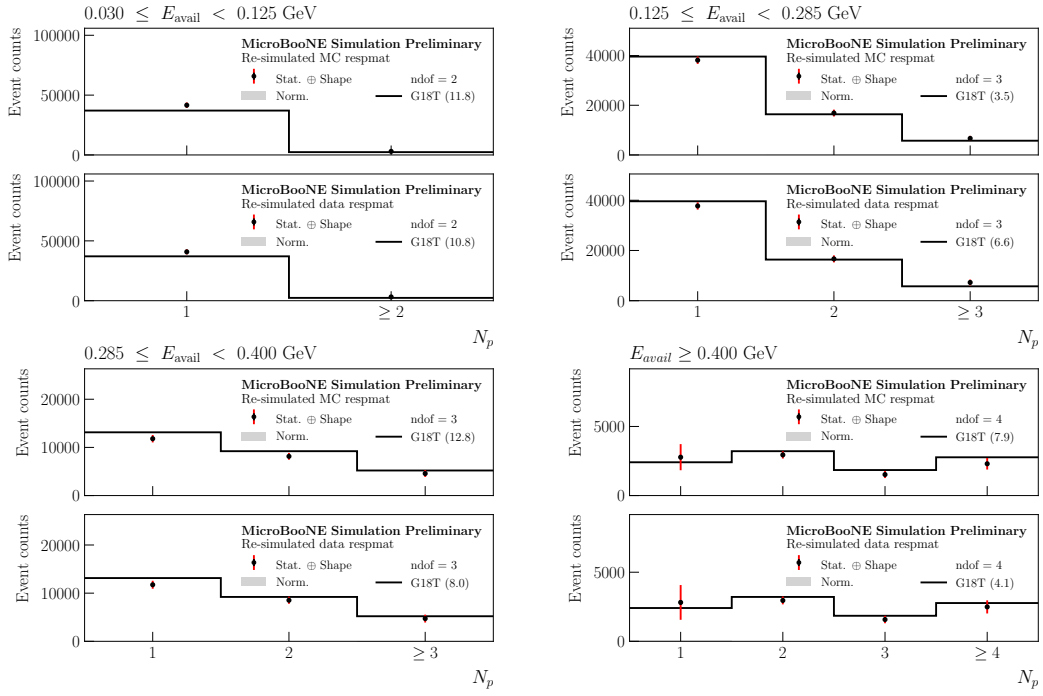 0.030 ≤ E_avail < 0.125 GeV
Event counts
100000
50000
0
MicroBooNE Simulation Preliminary
Re-simulated MC respmat
Stat. ⊕ Shape
ndof = 2
Norm.
G18T (11.8)
Event counts
100000
50000
0
MicroBooNE Simulation Preliminary
Re-simulated data respmat
Stat. ⊕ Shape
ndof = 2
Norm.
G18T (10.8)
1
≥ 2
N_p
0.125 ≤ E_avail < 0.285 GeV
Event counts
40000
20000
0
MicroBooNE Simulation Preliminary
Re-simulated MC respmat
Stat. ⊕ Shape
ndof = 3
Norm.
G18T (3.5)
Event counts
40000
20000
0
MicroBooNE Simulation Preliminary
Re-simulated data respmat
Stat. ⊕ Shape
ndof = 3
Norm.
G18T (6.6)
1
2
≥ 3
N_p
0.285 ≤ E_avail < 0.400 GeV
Event counts
20000
10000
0
MicroBooNE Simulation Preliminary
Re-simulated MC respmat
Stat. ⊕ Shape
ndof = 3
Norm.
G18T (12.8)
Event counts
20000
10000
0
MicroBooNE Simulation Preliminary
Re-simulated data respmat
Stat. ⊕ Shape
ndof = 3
Norm.
G18T (8.0)
1
2
≥ 3
N_p
E_avail ≥ 0.400 GeV
Event counts
5000
0
MicroBooNE Simulation Preliminary
Re-simulated MC respmat
Stat. ⊕ Shape
ndof = 4
Norm.
G18T (7.9)
Event counts
5000
0
MicroBooNE Simulation Preliminary
Re-simulated data respmat
Stat. ⊕ Shape
ndof = 4
Norm.
G18T (4.1)
1
2
3
≥ 4
N_p